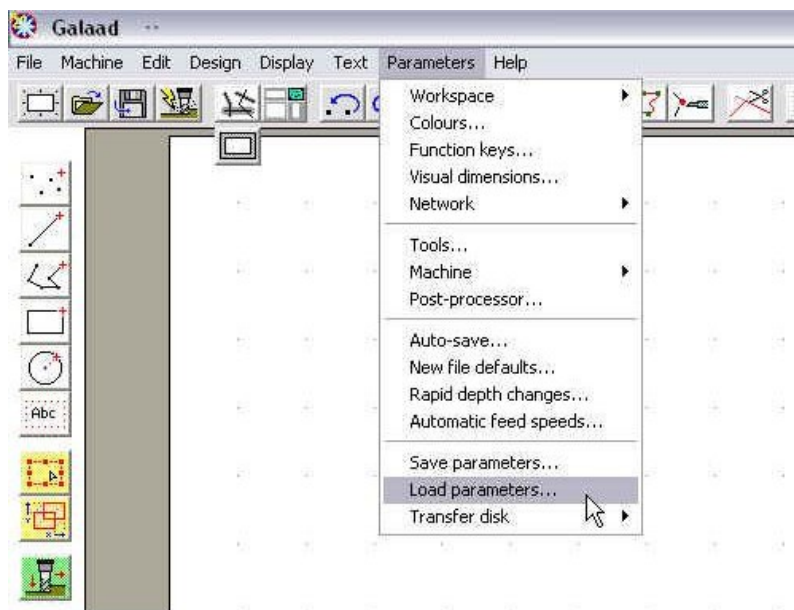 Galaad --
File Machine Edit Design Display Text Parameters Help
Workspace
Colours...
Function keys...
Visual dimensions...
Network
Tools...
Machine
Post-processor...
Auto-save...
New file defaults...
Rapid depth changes...
Automatic feed speeds...
Abc
Save parameters...
Load parameters...
Transfer disk